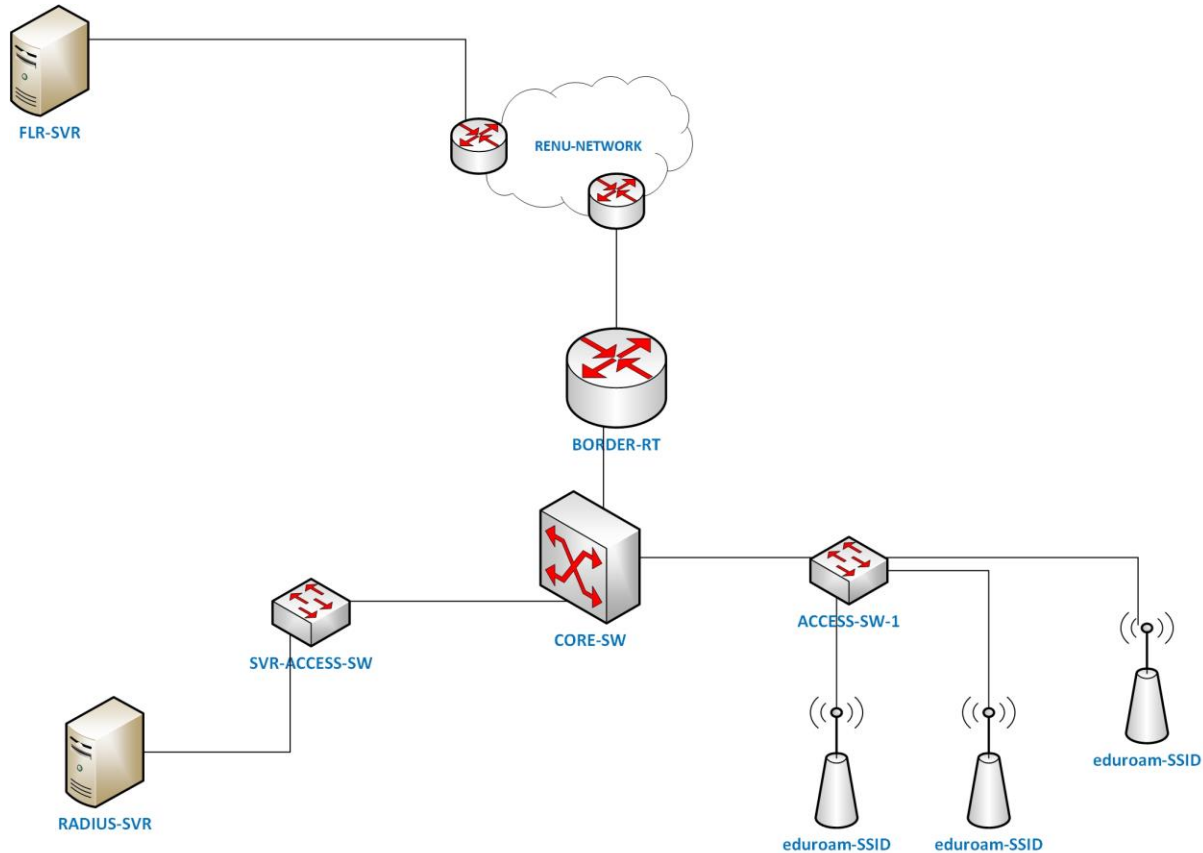 FLR-SVR
RENU-NETWORK
BORDER-RT
CORE-SW
ACCESS-SW-1
SVR-ACCESS-SW
RADIUS-SVR
eduroam-SSID
eduroam-SSID
eduroam-SSID